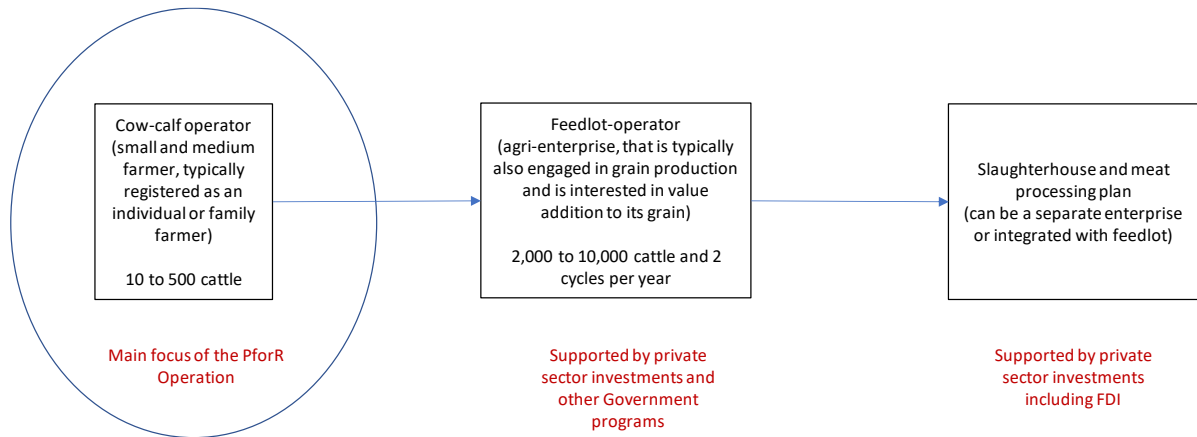 Cow-calf operator
(small and medium
farmer, typically
registered as an
individual or family
farmer)
10 to 500 cattle
Main focus of the PforR
Operation
Feedlot-operator
(agri-enterprise, that is typically
also engaged in grain production
and is interested in value
addition to its grain)
2,000 to 10,000 cattle and 2
cycles per year
Supported by private
sector investments and
other Government
programs
Slaughterhouse and meat
processing plan
(can be a separate enterprise
or integrated with feedlot)
Supported by private
sector investments
including FDI